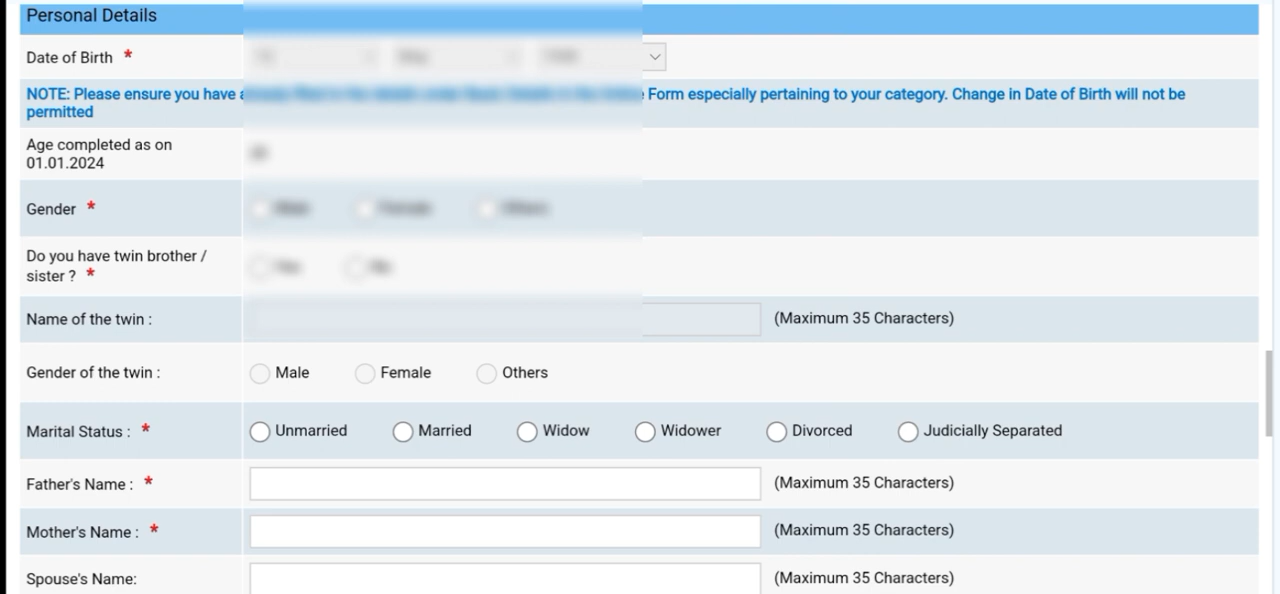 Personal Details
Date of Birth *
NOTE: Please ensure you have Form especially pertaining to your category. Change in Date of Birth will not be
permitted
Age completed as on
01.01.2024
Gender *
Do you have twin brother /
sister ? *
Name of the twin : (Maximum 35 Characters)
Gender of the twin : Male Female Others
Marital Status : * Unmarried Married Widow Widower Divorced Judicially Separated
Father's Name : * (Maximum 35 Characters)
Mother's Name : * (Maximum 35 Characters)
Spouse's Name: (Maximum 35 Characters)